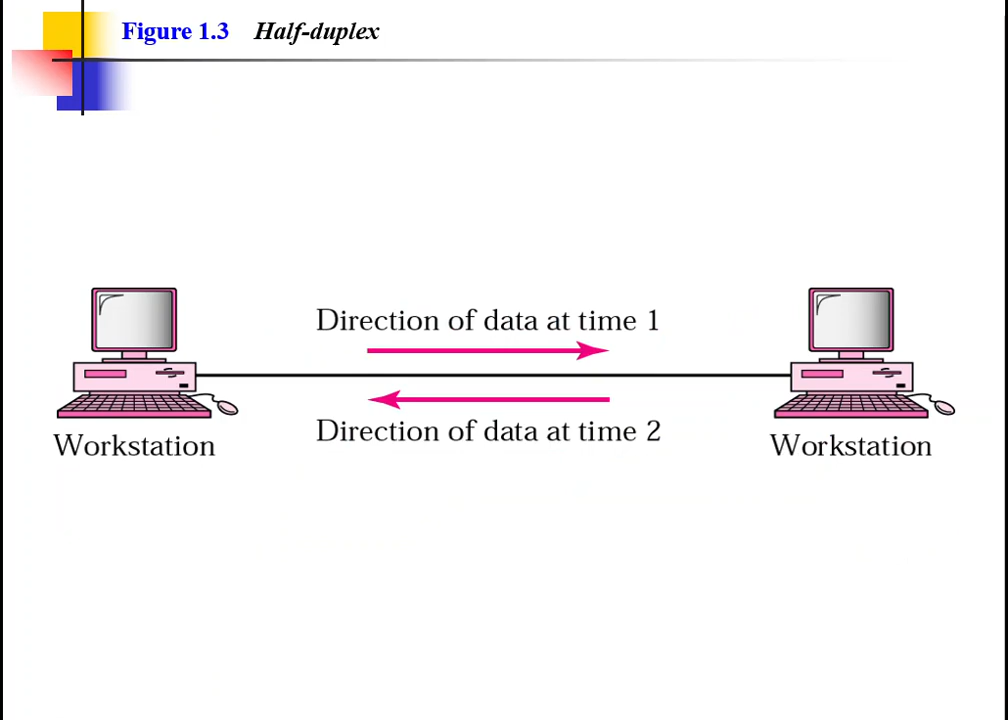 Figure 1.3 Half-duplex
Direction of data at time 1
Direction of data at time 2
Workstation
Workstation